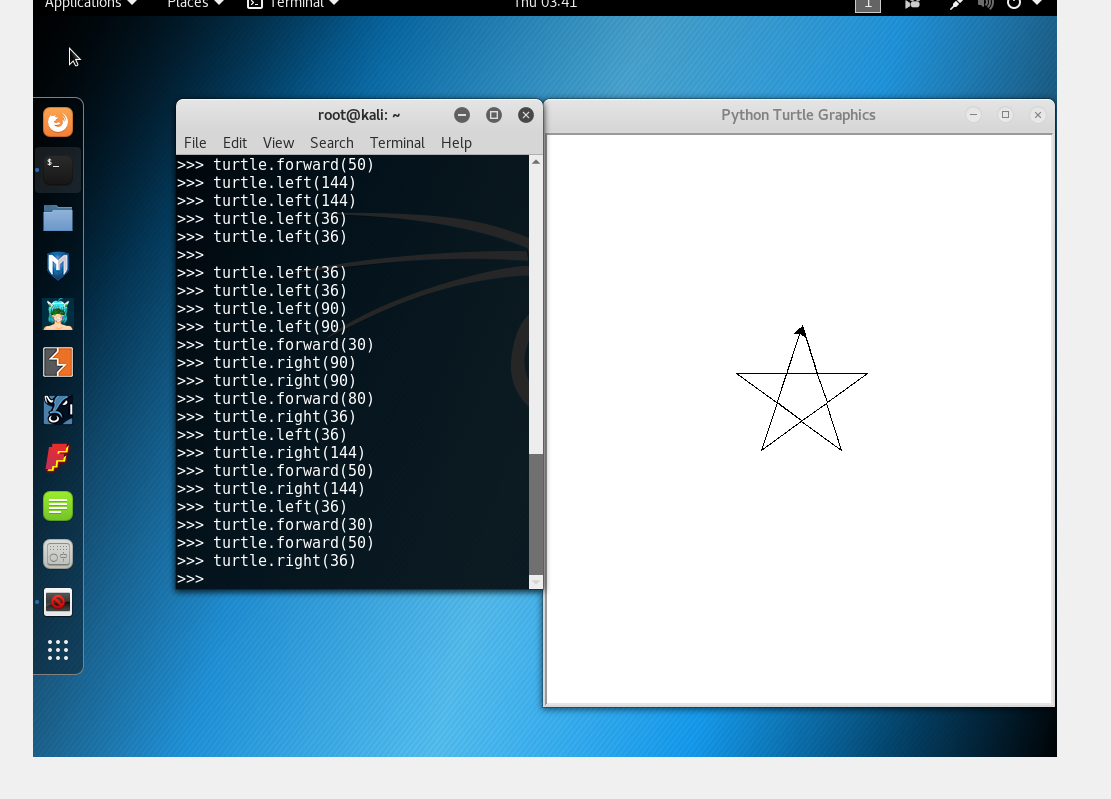 Applications Places Terminal Thu 03:41 1
root@kali: ~
File Edit View Search Terminal Help
>>> turtle.forward(50)
>>> turtle.left(144)
>>> turtle.left(144)
>>> turtle.left(36)
>>> turtle.left(36)
>>>
>>> turtle.left(36)
>>> turtle.left(36)
>>> turtle.left(90)
>>> turtle.left(90)
>>> turtle.forward(30)
>>> turtle.right(90)
>>> turtle.right(90)
>>> turtle.forward(80)
>>> turtle.right(36)
>>> turtle.left(36)
>>> turtle.right(144)
>>> turtle.forward(50)
>>> turtle.right(144)
>>> turtle.left(36)
>>> turtle.forward(30)
>>> turtle.forward(50)
>>> turtle.right(36)
>>>
Python Turtle Graphics